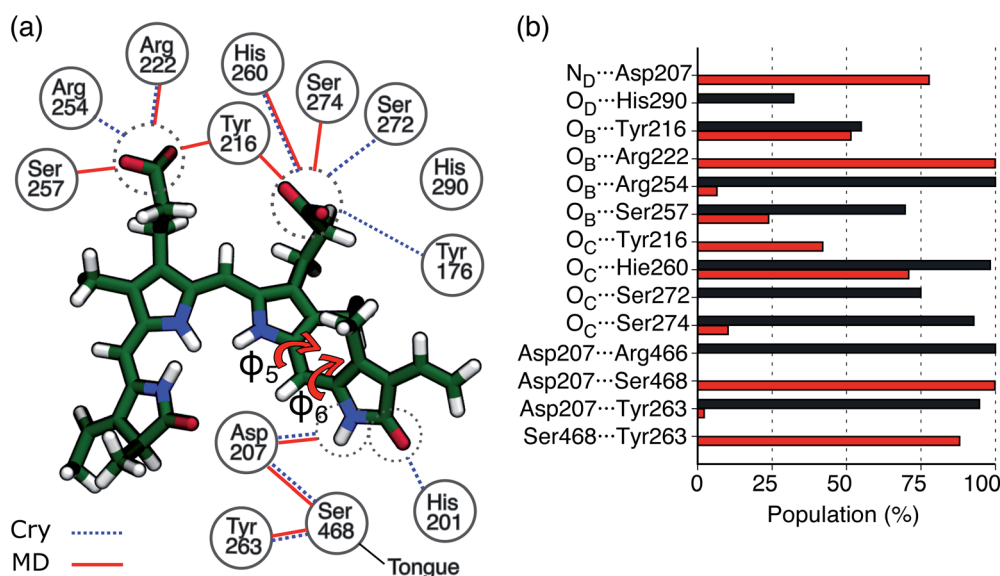 (a)
Arg
222
Arg
254
Ser
257
Tyr
216
His
260
Ser
274
Ser
272
His
290
Tyr
176
ϕ5
ϕ6
Asp
207
Ser
468
Tyr
263
His
201
Tongue
Cry
MD
(b)
ND···Asp207
OD···His290
OB···Tyr216
OB···Arg222
OB···Arg254
OB···Ser257
OC···Tyr216
OC···Hie260
OC···Ser272
OC···Ser274
Asp207···Arg466
Asp207···Ser468
Asp207···Tyr263
Ser468···Tyr263
0 25 50 75 100
Population (%)